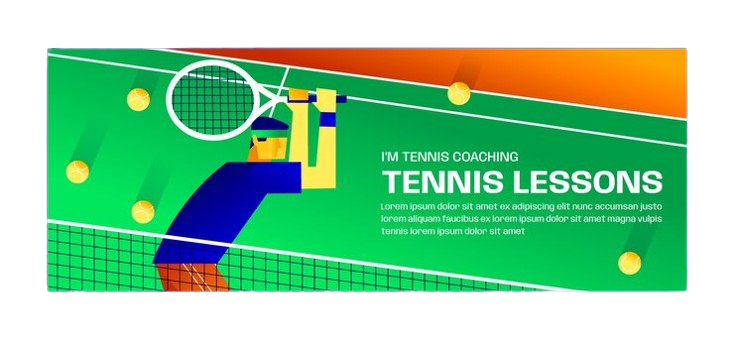 I'M TENNIS COACHING
TENNIS LESSONS
Lorem ipsum dolor sit amet ex adipiscing elit nunc accumsan justo
lorem aliquam faucibus ex lorem ipsum dolor sit amet magna vulpis
tennis lorem ipsum dolor sit amet